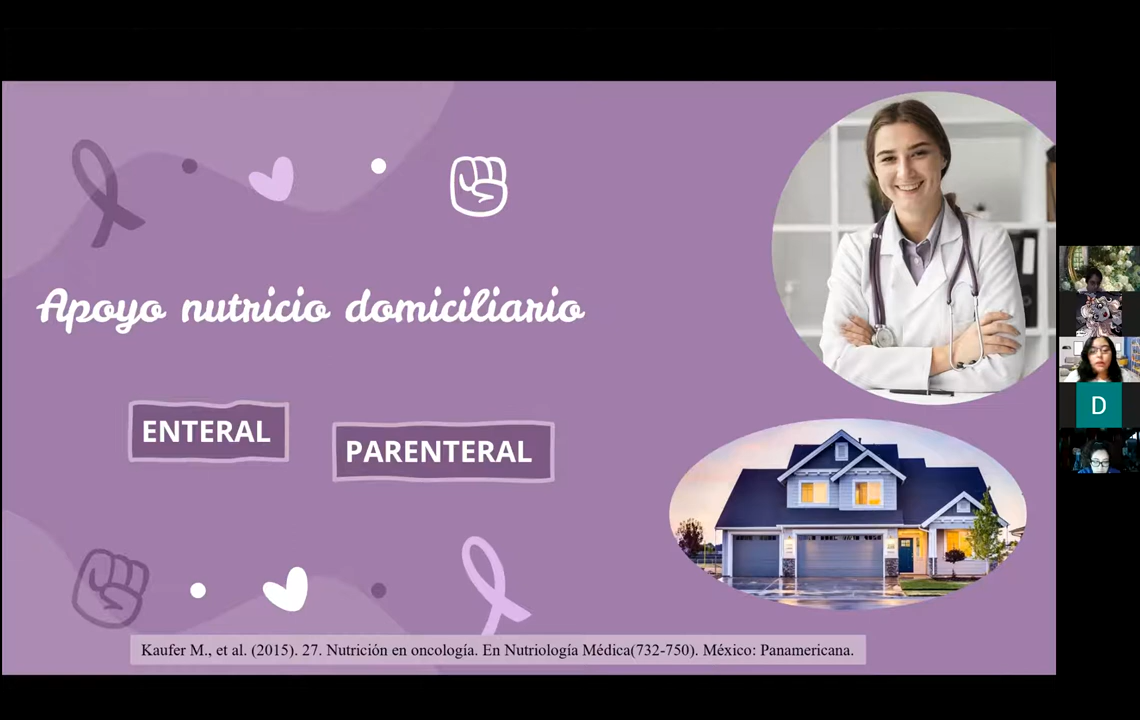 Apoyo nutricio domiciliario
ENTERAL
PARENTERAL
D
Kaufer M., et al. (2015). 27. Nutrición en oncología. En Nutriología Médica(732-750). México: Panamericana.